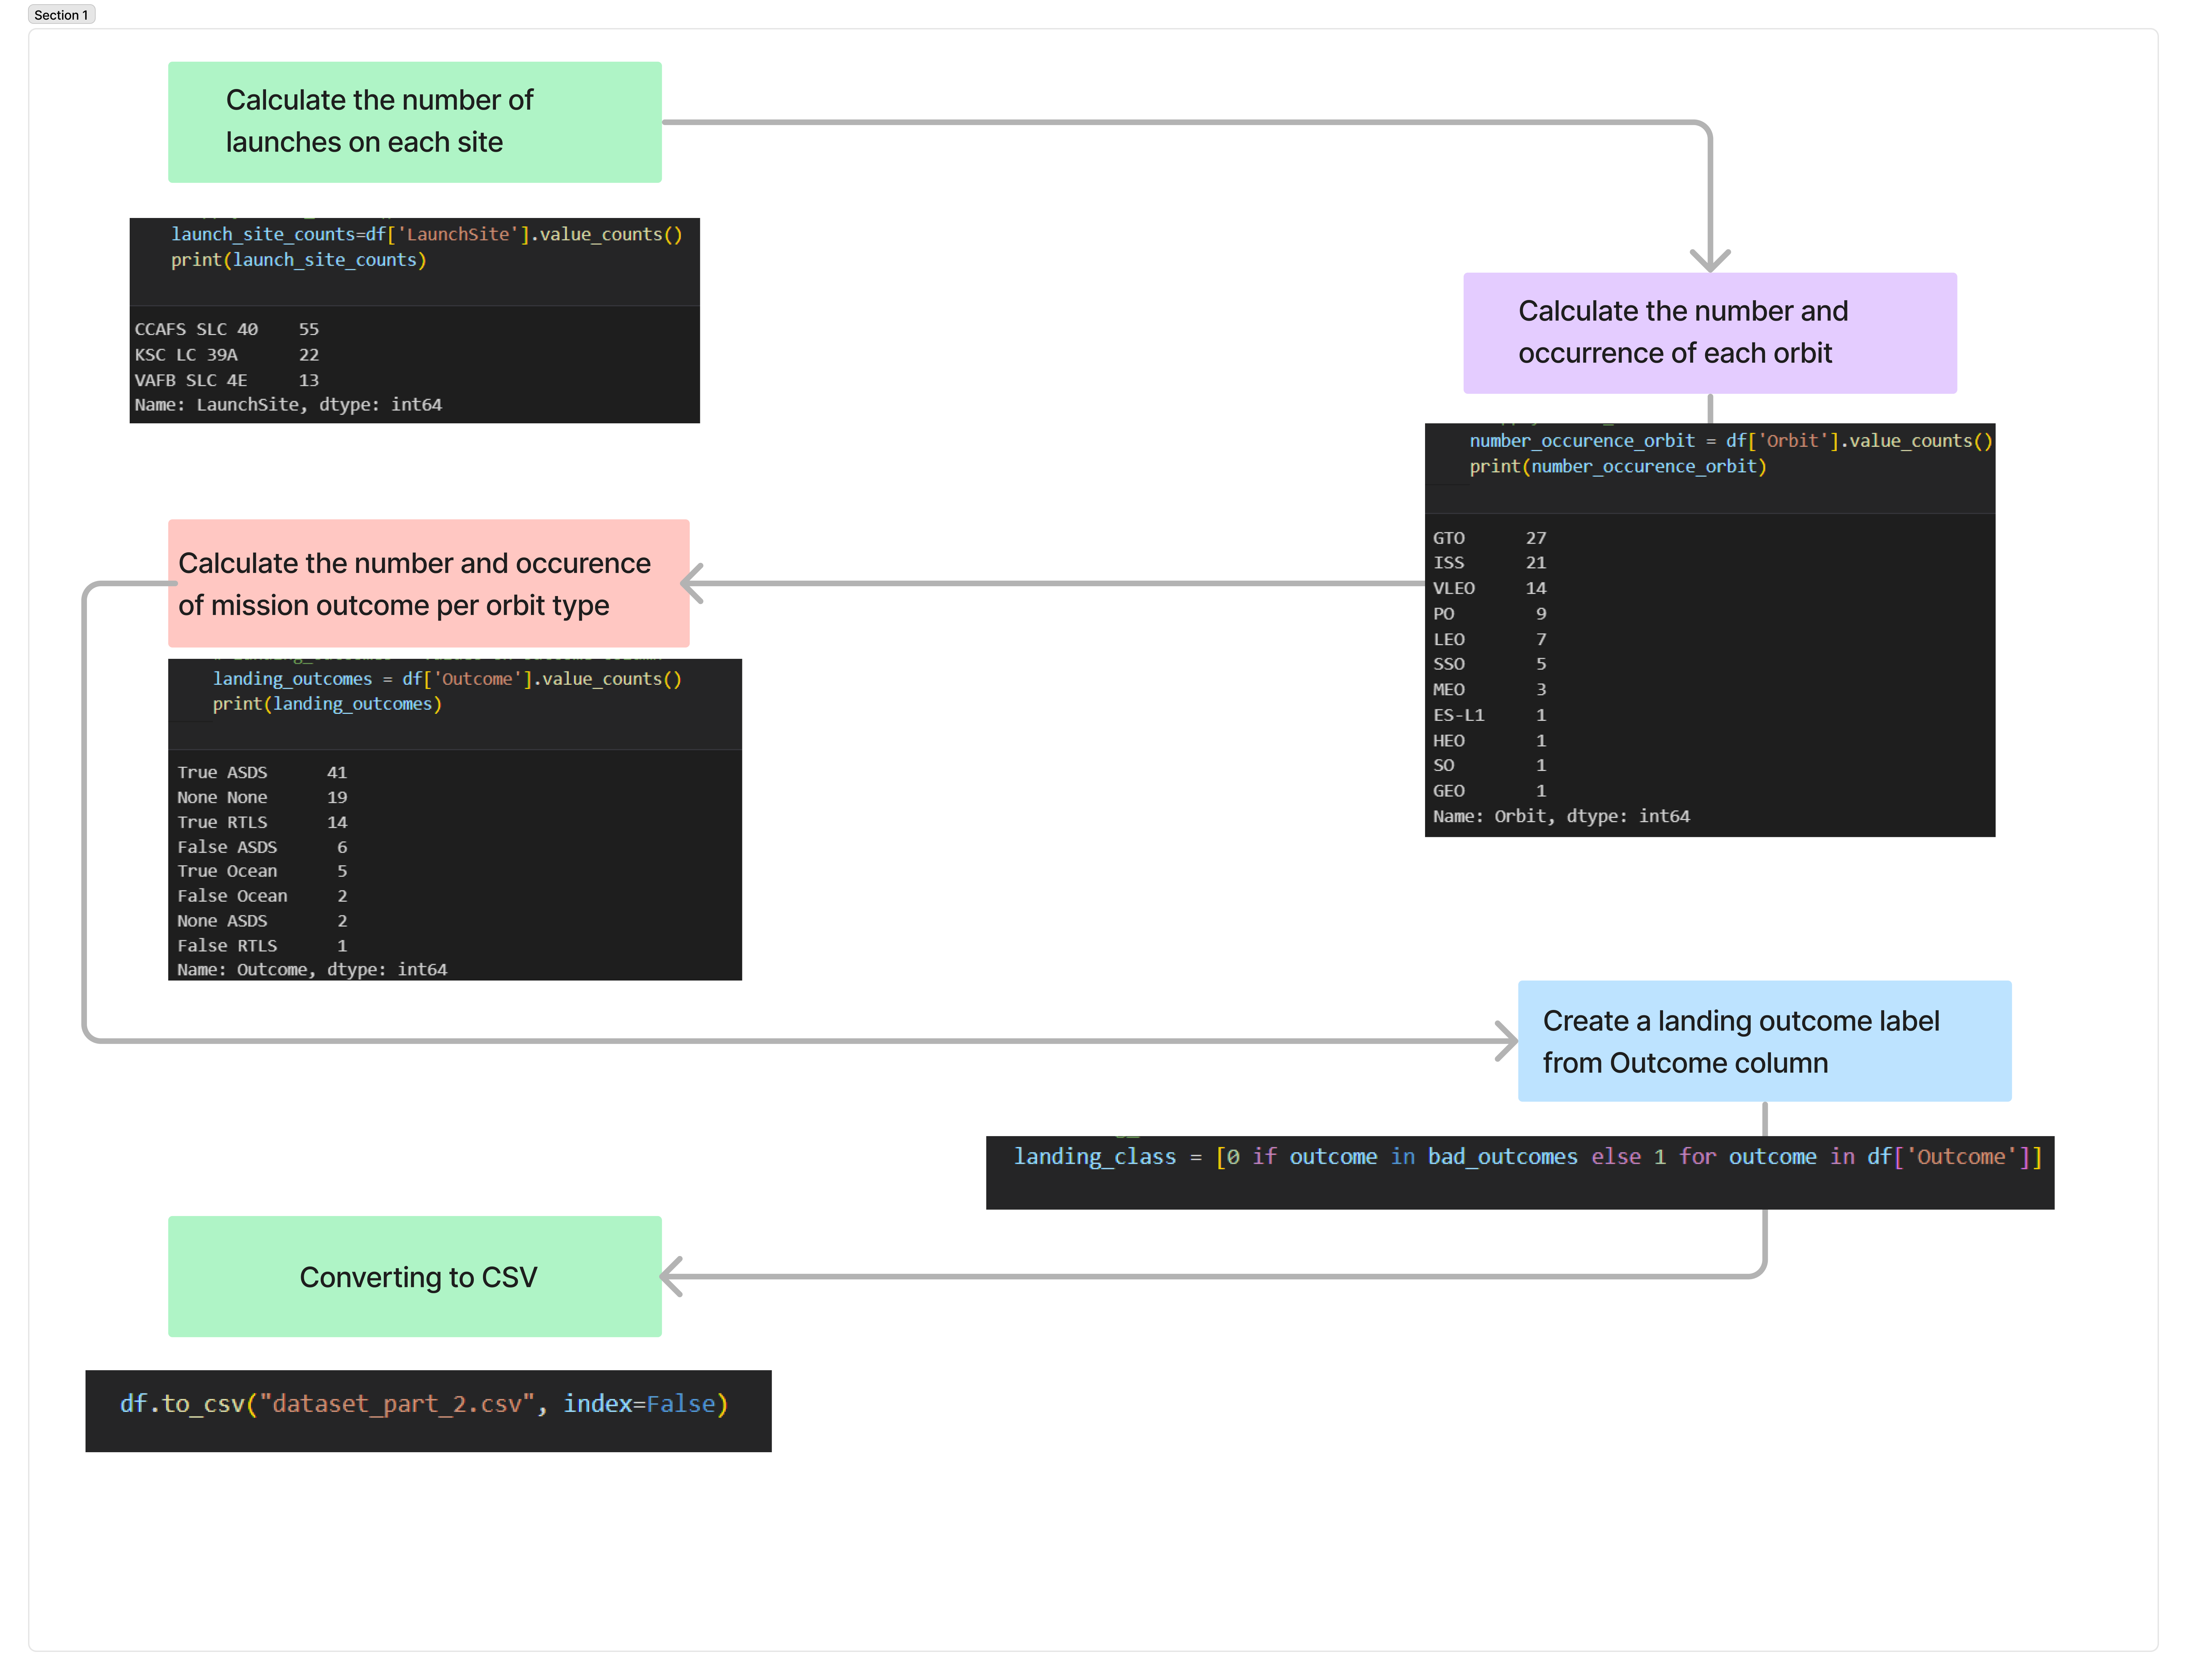 Section 1
Calculate the number of
launches on each site
launch_site_counts=df['LaunchSite'].value_counts()
print(launch_site_counts)
CCAFS SLC 40    55
KSC LC 39A      22
VAFB SLC 4E     13
Name: LaunchSite, dtype: int64
Calculate the number and
occurrence of each orbit
number_occurence_orbit = df['Orbit'].value_counts()
print(number_occurence_orbit)
GTO      27
ISS      21
VLEO     14
PO        9
LEO       7
SSO       5
MEO       3
ES-L1     1
HEO       1
SO        1
GEO       1
Name: Orbit, dtype: int64
Calculate the number and occurence
of mission outcome per orbit type
landing_outcomes = df['Outcome'].value_counts()
print(landing_outcomes)
True ASDS      41
None None      19
True RTLS      14
False ASDS      6
True Ocean      5
False Ocean     2
None ASDS       2
False RTLS      1
Name: Outcome, dtype: int64
Create a landing outcome label
from Outcome column
landing_class = [0 if outcome in bad_outcomes else 1 for outcome in df['Outcome']]
Converting to CSV
df.to_csv("dataset_part_2.csv", index=False)